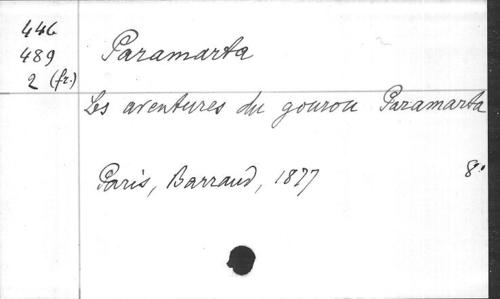 446
489
2 (fr.)
Paramarta
Les aventures du gourou Paramarta
Paris, Barraud, 1877
8°